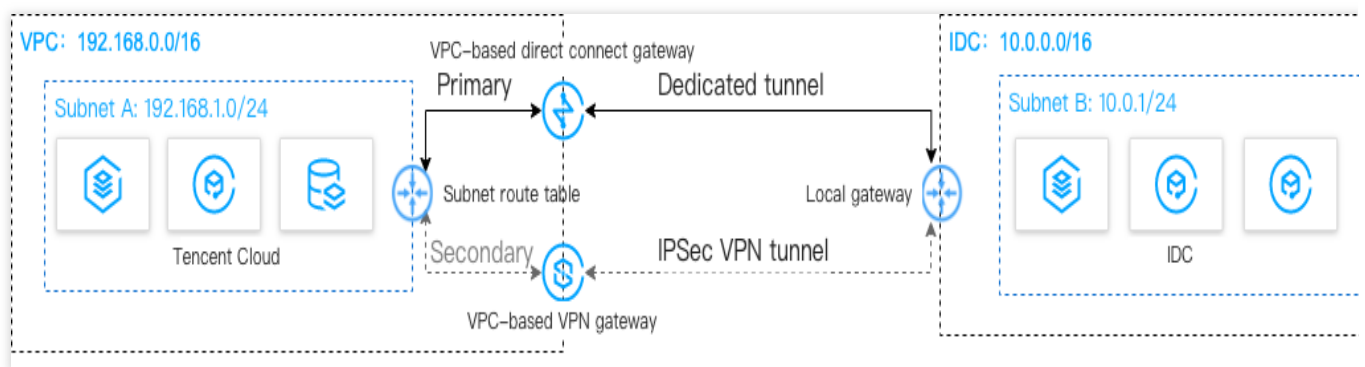 VPC: 192.168.0.0/16
VPC-based direct connect gateway
IDC: 10.0.0.0/16
Primary
Dedicated tunnel
Subnet A: 192.168.1.0/24
Subnet B: 10.0.1/24
Subnet route table
Local gateway
Tencent Cloud
Secondary
IPSec VPN tunnel
IDC
VPC-based VPN gateway